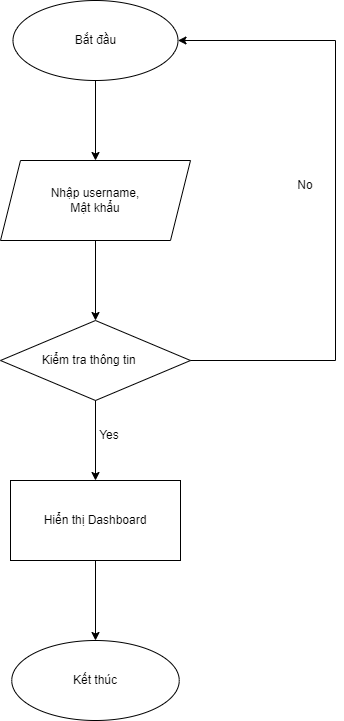 Bắt đầu
No
Nhập username,
Mật khẩu
Kiểm tra thông tin
Yes
Hiển thị Dashboard
Kết thúc